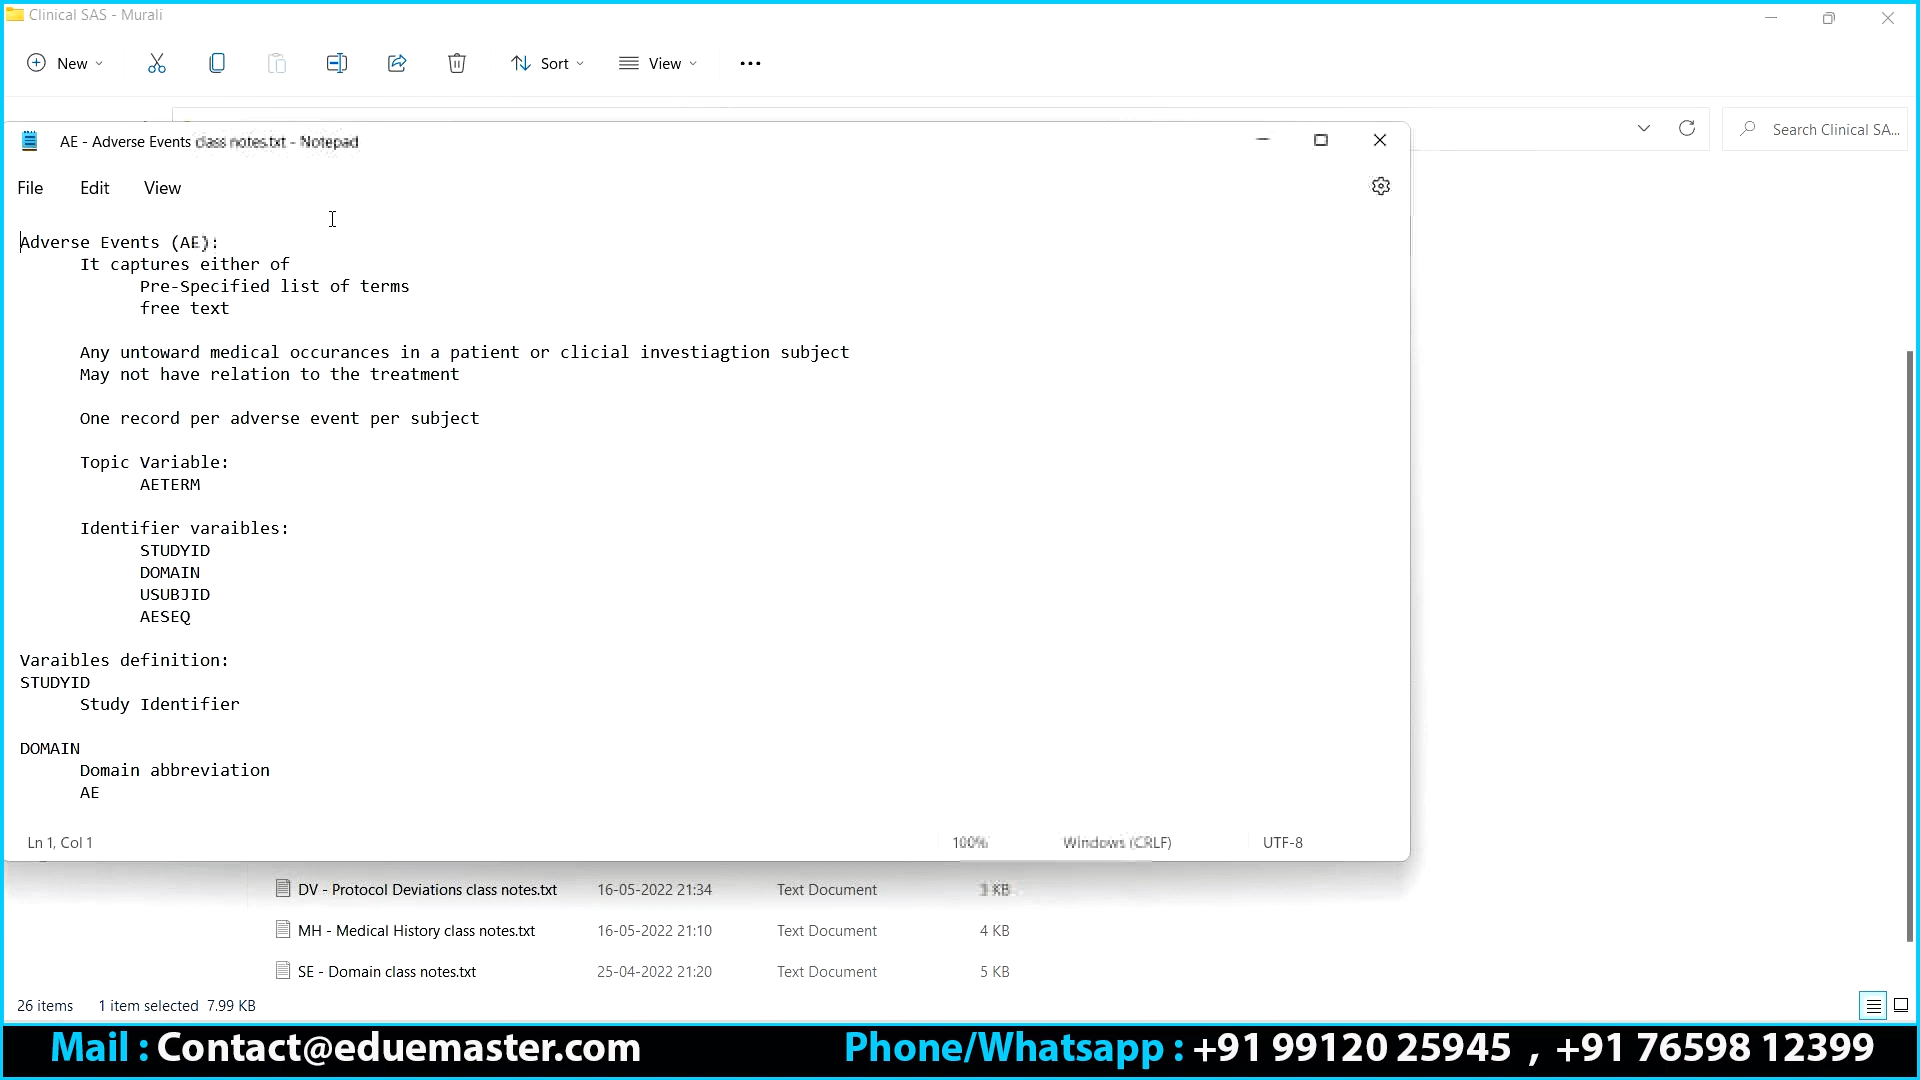 Clinical SAS - Murali
New
Sort
View
Search Clinical SA...
AE - Adverse Events class notes.txt - Notepad
File Edit View
Adverse Events (AE):
It captures either of
Pre-Specified list of terms
free text
Any untoward medical occurances in a patient or clicial investiagtion subject
May not have relation to the treatment
One record per adverse event per subject
Topic Variable:
AETERM
Identifier varaibles:
STUDYID
DOMAIN
USUBJID
AESEQ
Varaibles definition:
STUDYID
Study Identifier
DOMAIN
Domain abbreviation
AE
Ln 1, Col 1 100% Windows (CRLF) UTF-8
DV - Protocol Deviations class notes.txt 16-05-2022 21:34 Text Document KB
MH - Medical History class notes.txt 16-05-2022 21:10 Text Document 4 KB
SE - Domain class notes.txt 25-04-2022 21:20 Text Document 5 KB
26 items 1 item selected 7.99 KB
Mail : Contact@eduemaster.com Phone/Whatsapp : +91 99120 25945 , +91 76598 12399